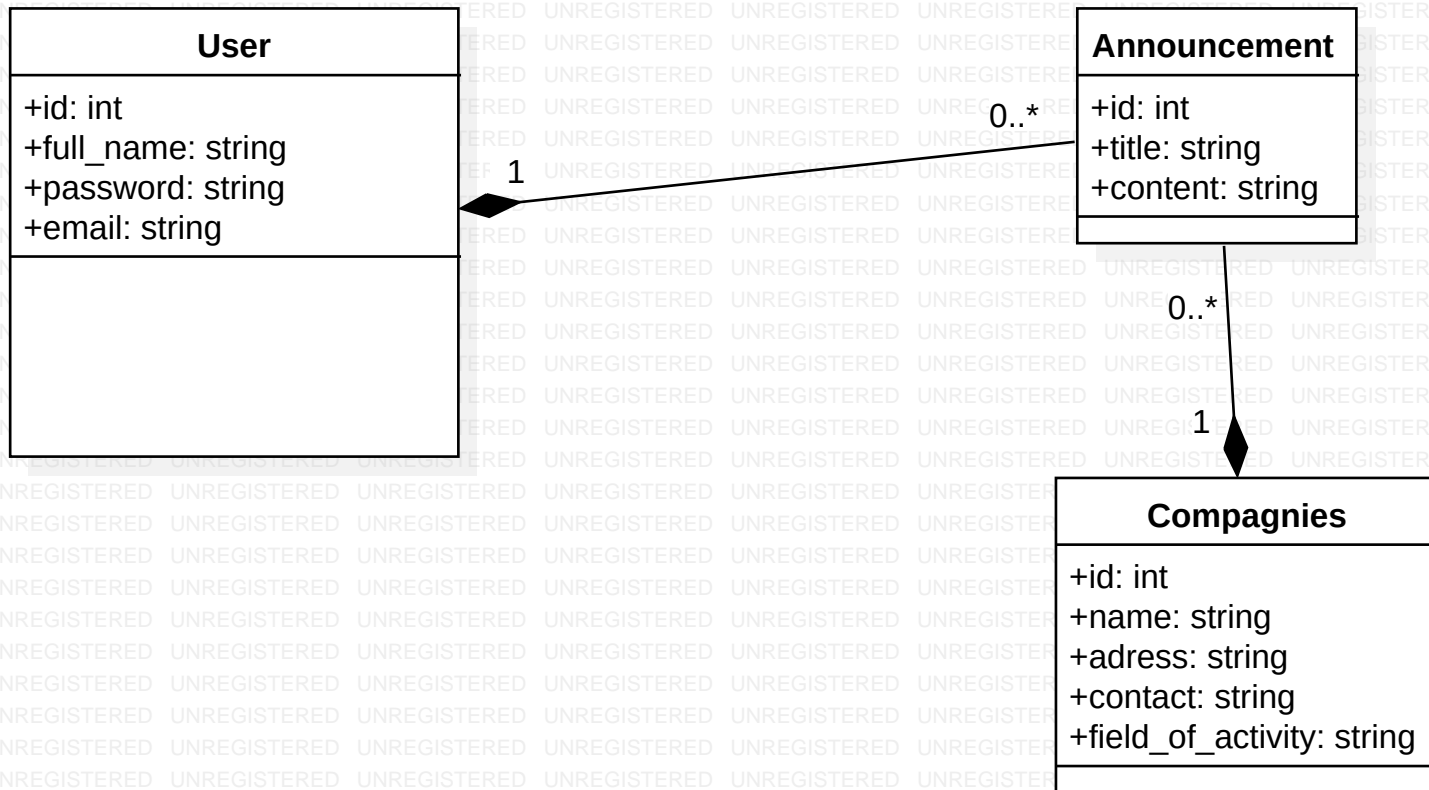 User
+id: int
+full_name: string
+password: string
+email: string
1
0..*
Announcement
+id: int
+title: string
+content: string
0..*
1
Compagnies
+id: int
+name: string
+adress: string
+contact: string
+field_of_activity: string
UNREGISTERED